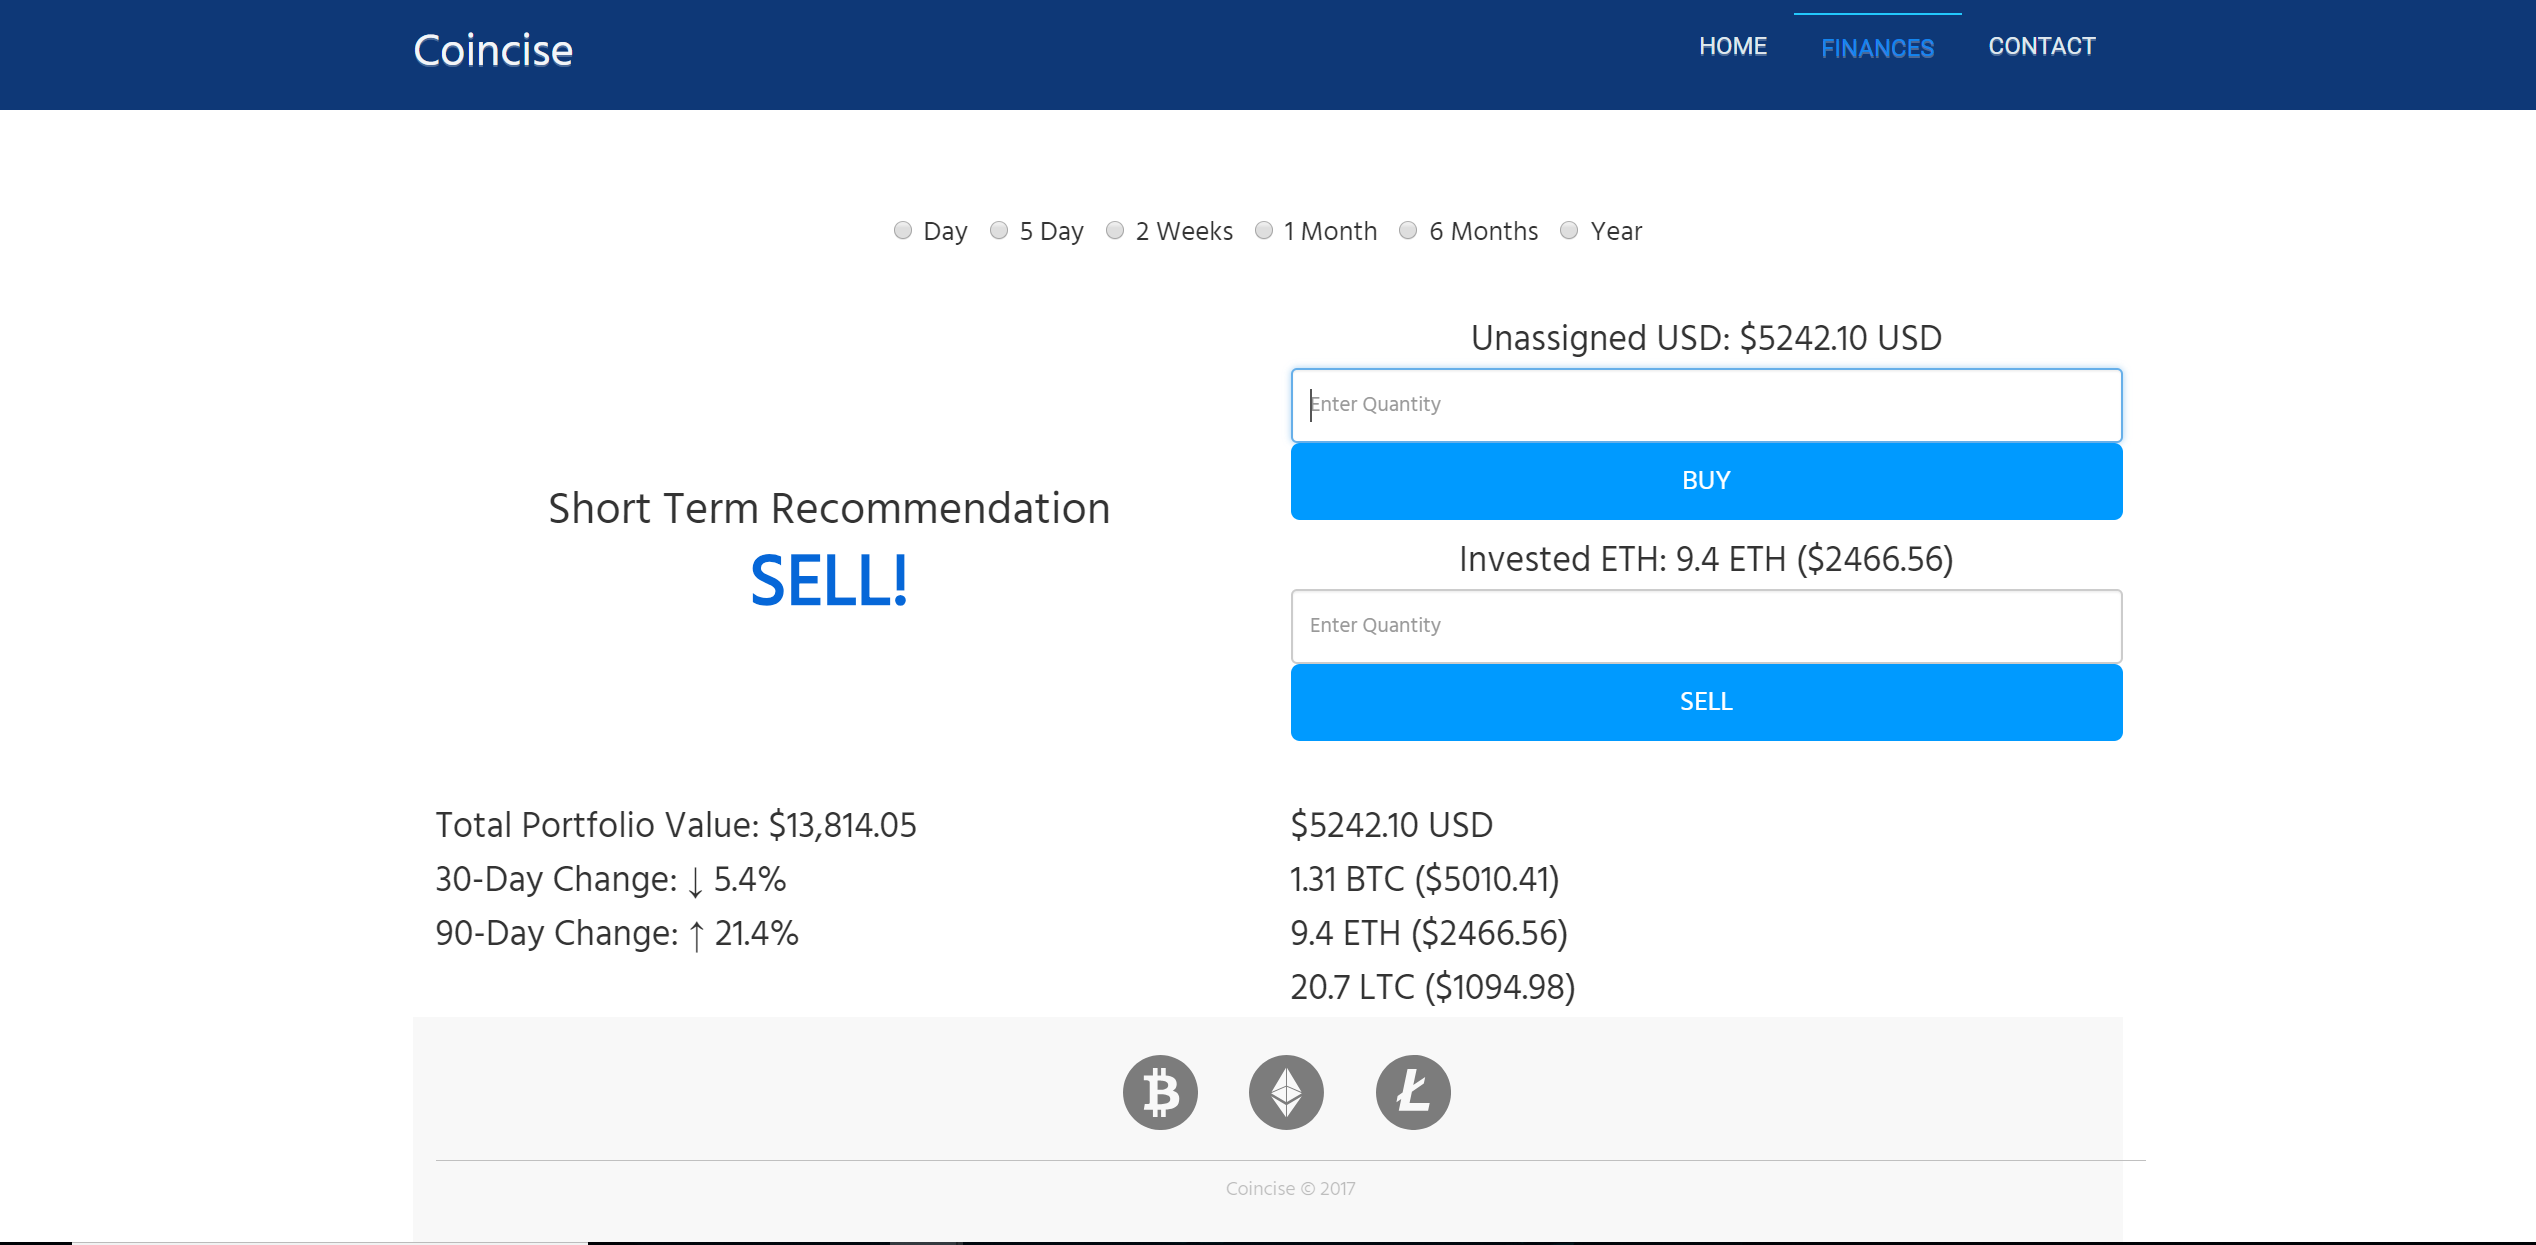 Coincise
HOME FINANCES CONTACT
Day 5 Day 2 Weeks 1 Month 6 Months Year
Unassigned USD: $5242.10 USD
Enter Quantity
BUY
Short Term Recommendation
SELL!
Invested ETH: 9.4 ETH ($2466.56)
Enter Quantity
SELL
Total Portfolio Value: $13,814.05
30-Day Change: ↓ 5.4%
90-Day Change: ↑ 21.4%
$5242.10 USD
1.31 BTC ($5010.41)
9.4 ETH ($2466.56)
20.7 LTC ($1094.98)
Coincise © 2017